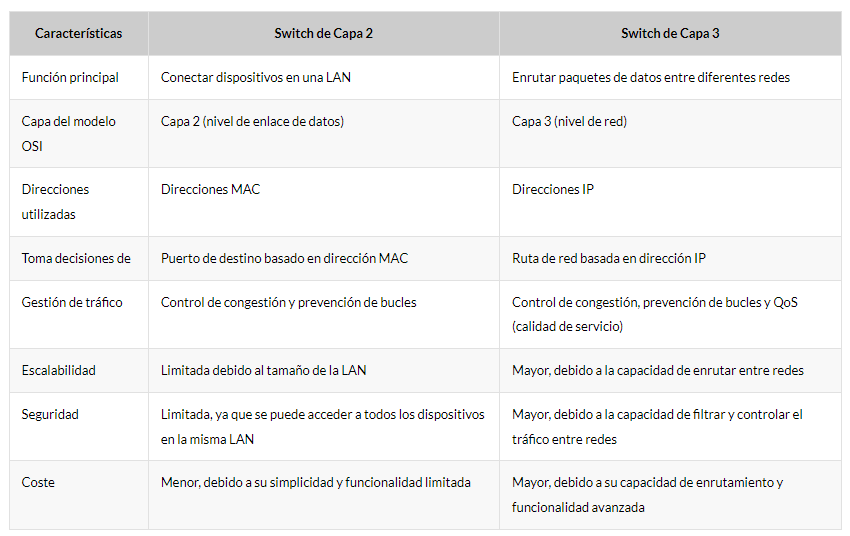 Características Switch de Capa 2 Switch de Capa 3
Función principal Conectar dispositivos en una LAN Enrutar paquetes de datos entre diferentes redes
Capa del modelo
OSI
Capa 2 (nivel de enlace de datos) Capa 3 (nivel de red)
Direcciones
utilizadas
Direcciones MAC Direcciones IP
Toma decisiones de Puerto de destino basado en dirección MAC Ruta de red basada en dirección IP
Gestión de tráfico Control de congestión y prevención de bucles Control de congestión, prevención de bucles y QoS
(calidad de servicio)
Escalabilidad Limitada debido al tamaño de la LAN Mayor, debido a la capacidad de enrutar entre redes
Seguridad
Limitada, ya que se puede acceder a todos los dispositivos
en la misma LAN
Mayor, debido a la capacidad de filtrar y controlar el
tráfico entre redes
Coste Menor, debido a su simplicidad y funcionalidad limitada
Mayor, debido a su capacidad de enrutamiento y
funcionalidad avanzada